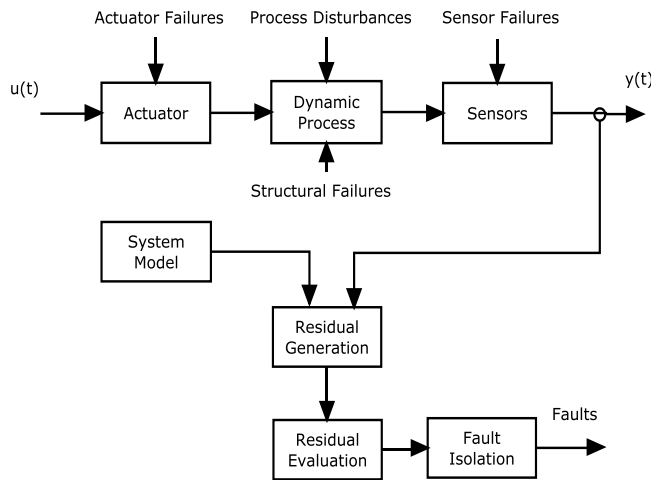 Actuator Failures
Process Disturbances
Sensor Failures
u(t)
y(t)
Actuator
Dynamic
Process
Sensors
Structural Failures
System
Model
Residual
Generation
Residual
Evaluation
Fault
Isolation
Faults